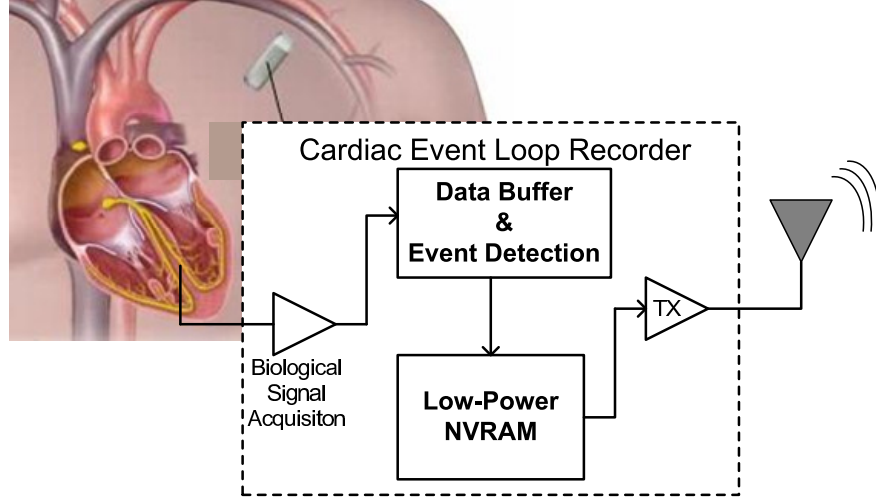 Cardiac Event Loop Recorder
Data Buffer
&
Event Detection
TX
Biological
Signal
Acquisiton
Low-Power
NVRAM